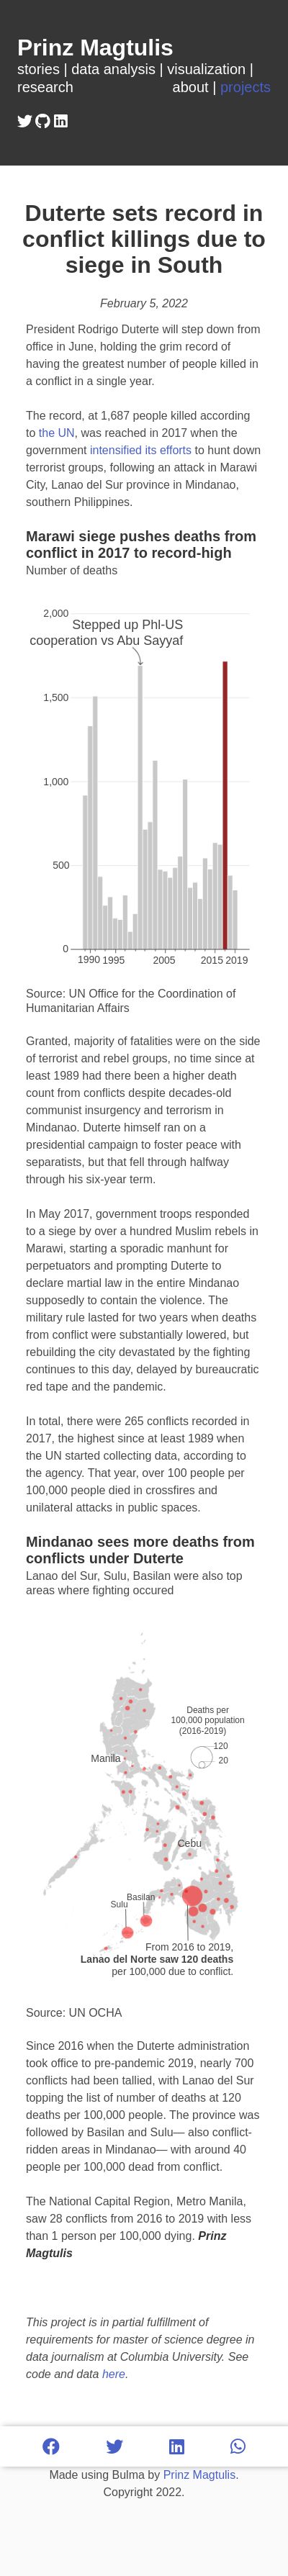 Prinz Magtulis
stories | data analysis | visualization |
research about | projects
Duterte sets record in
conflict killings due to
siege in South
February 5, 2022
President Rodrigo Duterte will step down from
office in June, holding the grim record of
having the greatest number of people killed in
a conflict in a single year.
The record, at 1,687 people killed according
to the UN, was reached in 2017 when the
government intensified its efforts to hunt down
terrorist groups, following an attack in Marawi
City, Lanao del Sur province in Mindanao,
southern Philippines.
Marawi siege pushes deaths from
conflict in 2017 to record-high
Number of deaths
2,000
Stepped up Phl-US
cooperation vs Abu Sayyaf
1,500
1,000
500
0
1990 1995 2005 2015 2019
Source: UN Office for the Coordination of
Humanitarian Affairs
Granted, majority of fatalities were on the side
of terrorist and rebel groups, no time since at
least 1989 had there been a higher death
count from conflicts despite decades-old
communist insurgency and terrorism in
Mindanao. Duterte himself ran on a
presidential campaign to foster peace with
separatists, but that fell through halfway
through his six-year term.
In May 2017, government troops responded
to a siege by over a hundred Muslim rebels in
Marawi, starting a sporadic manhunt for
perpetuators and prompting Duterte to
declare martial law in the entire Mindanao
supposedly to contain the violence. The
military rule lasted for two years when deaths
from conflict were substantially lowered, but
rebuilding the city devastated by the fighting
continues to this day, delayed by bureaucratic
red tape and the pandemic.
In total, there were 265 conflicts recorded in
2017, the highest since at least 1989 when
the UN started collecting data, according to
the agency. That year, over 100 people per
100,000 people died in crossfires and
unilateral attacks in public spaces.
Mindanao sees more deaths from
conflicts under Duterte
Lanao del Sur, Sulu, Basilan were also top
areas where fighting occured
Deaths per
100,000 population
(2016-2019)
120
20
Manila
Cebu
Basilan
Sulu
From 2016 to 2019,
Lanao del Norte saw 120 deaths
per 100,000 due to conflict.
Source: UN OCHA
Since 2016 when the Duterte administration
took office to pre-pandemic 2019, nearly 700
conflicts had been tallied, with Lanao del Sur
topping the list of number of deaths at 120
deaths per 100,000 people. The province was
followed by Basilan and Sulu— also conflict-
ridden areas in Mindanao— with around 40
people per 100,000 dead from conflict.
The National Capital Region, Metro Manila,
saw 28 conflicts from 2016 to 2019 with less
than 1 person per 100,000 dying. Prinz
Magtulis
This project is in partial fulfillment of
requirements for master of science degree in
data journalism at Columbia University. See
code and data here.
Made using Bulma by Prinz Magtulis.
Copyright 2022.